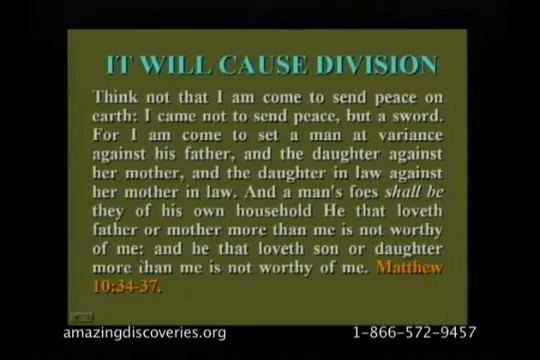 IT WILL CAUSE DIVISION
Think not that I am come to send peace on
earth: I came not to send peace, but a sword.
For I am come to set a man at variance
against his father, and the daughter against
her mother, and the daughter in law against
her mother in law. And a man's foes shall be
they of his own household He that loveth
father or mother more than me is not worthy
of me: and he that loveth son or daughter
more than me is not worthy of me. Matthew
10:34-37.
amazingdiscoveries.org 1-866-572-9457